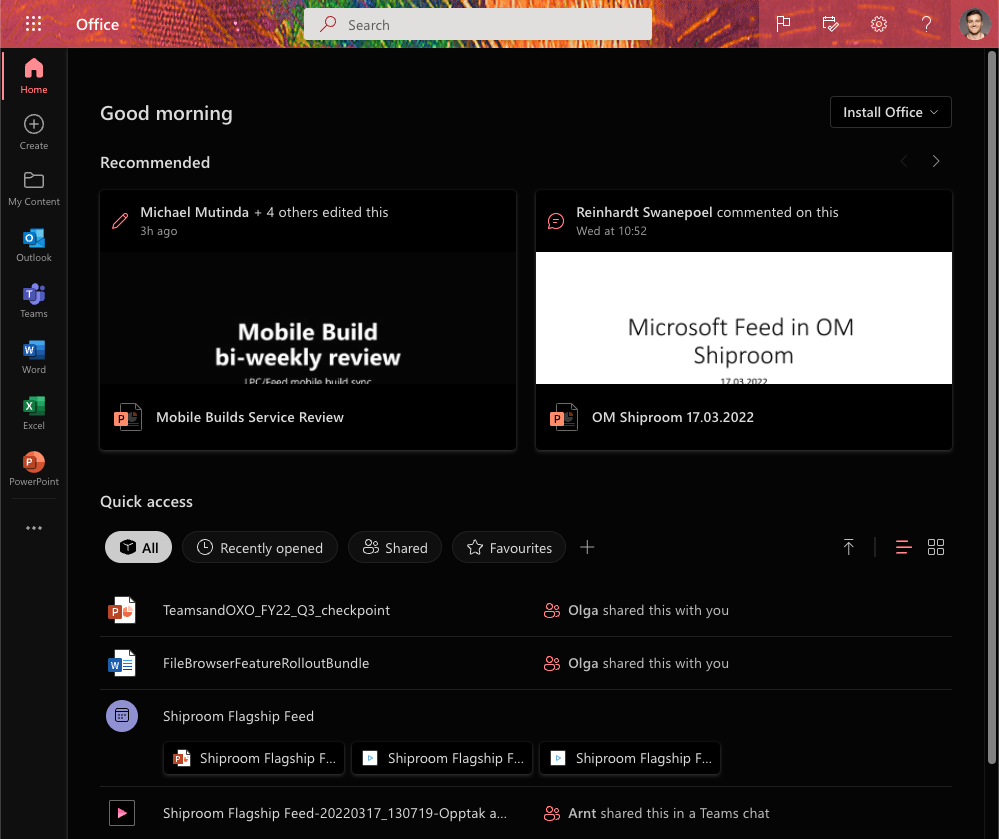 Office
Search
Home
Create
My Content
Outlook
Teams
Word
Excel
PowerPoint
Good morning
Install Office
Recommended
Michael Mutinda + 4 others edited this
3h ago
Mobile Build
bi-weekly review
LPC/Feed mobile build sync
Mobile Builds Service Review
Reinhardt Swanepoel commented on this
Wed at 10:52
Microsoft Feed in OM
Shiproom
17.03.2022
OM Shiproom 17.03.2022
Quick access
All
Recently opened
Shared
Favourites
TeamsandOXO_FY22_Q3_checkpoint
Olga shared this with you
FileBrowserFeatureRolloutBundle
Olga shared this with you
Shiproom Flagship Feed
Shiproom Flagship F...
Shiproom Flagship F...
Shiproom Flagship F...
Shiproom Flagship Feed-20220317_130719-Opptak a...
Arnt shared this in a Teams chat